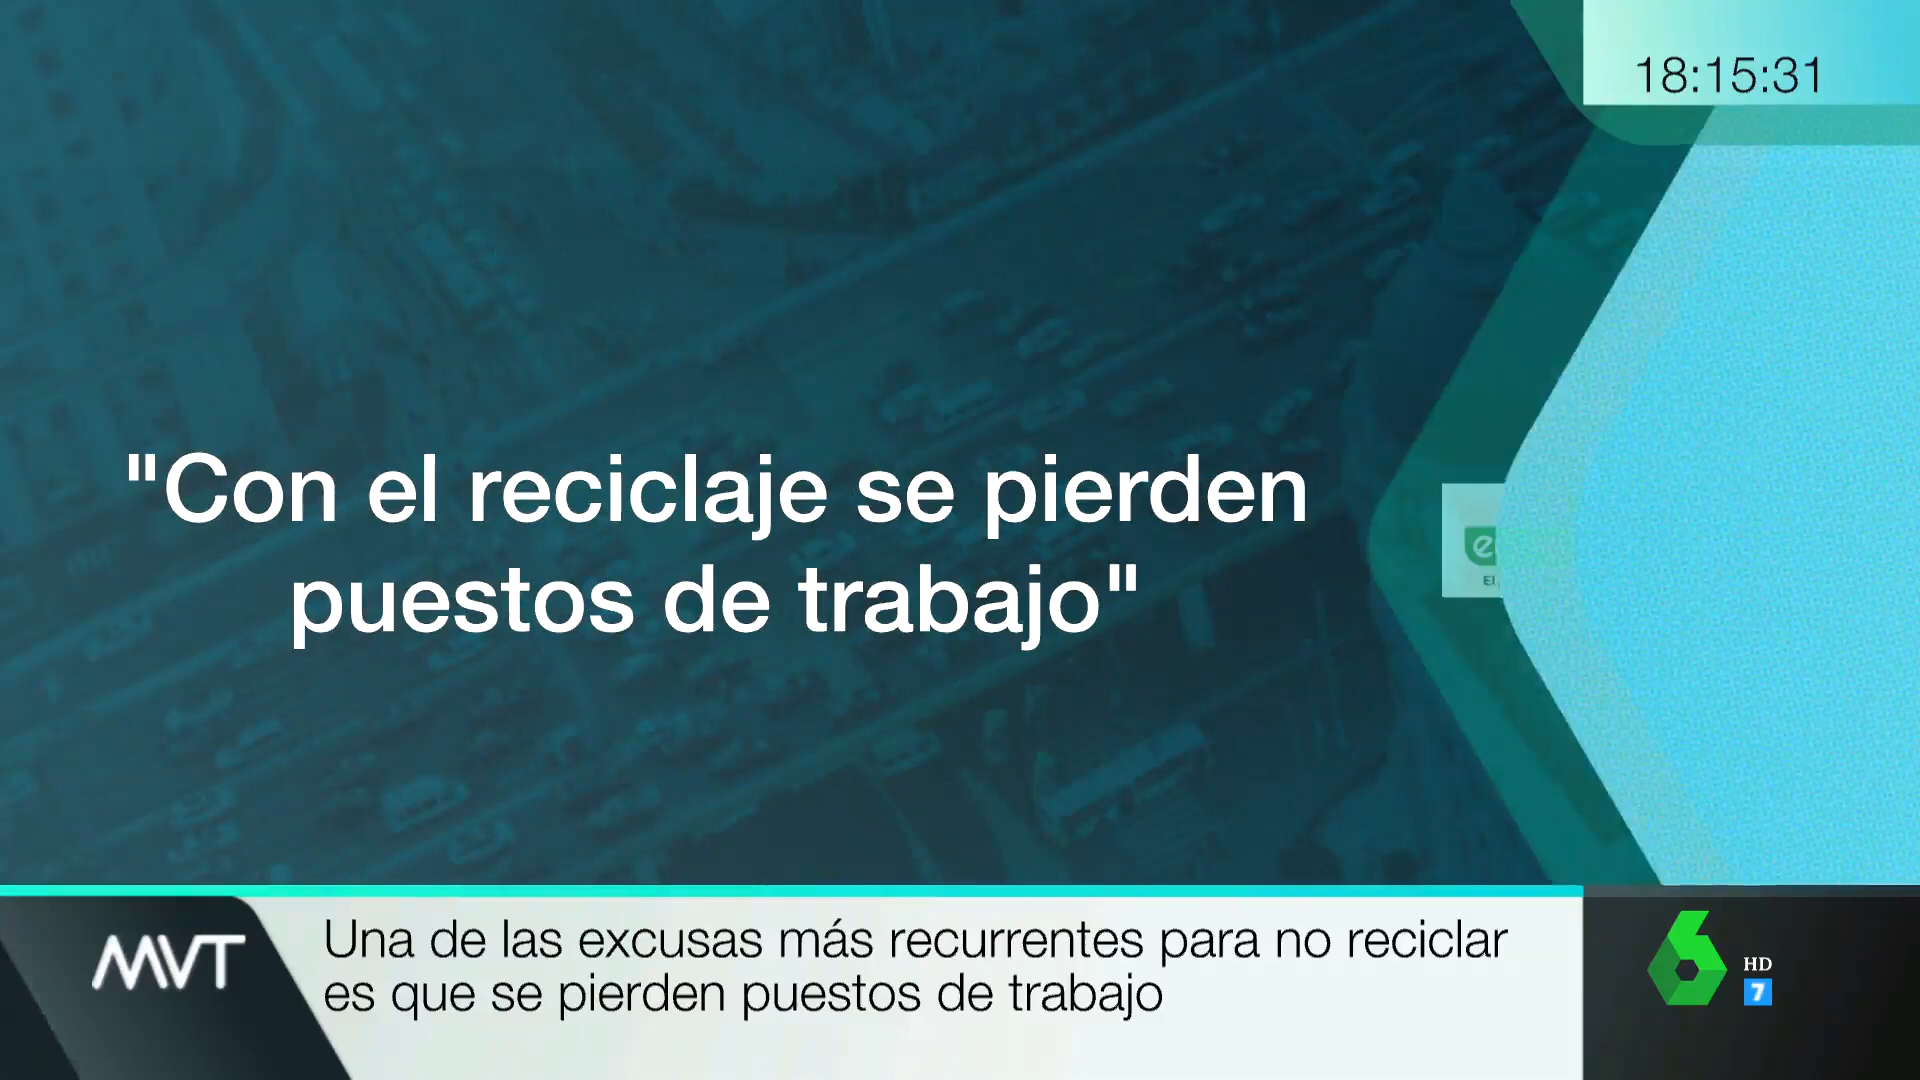 18:15:31
"Con el reciclaje se pierden
puestos de trabajo"
MVT
Una de las excusas más recurrentes para no reciclar
es que se pierden puestos de trabajo
HD
7